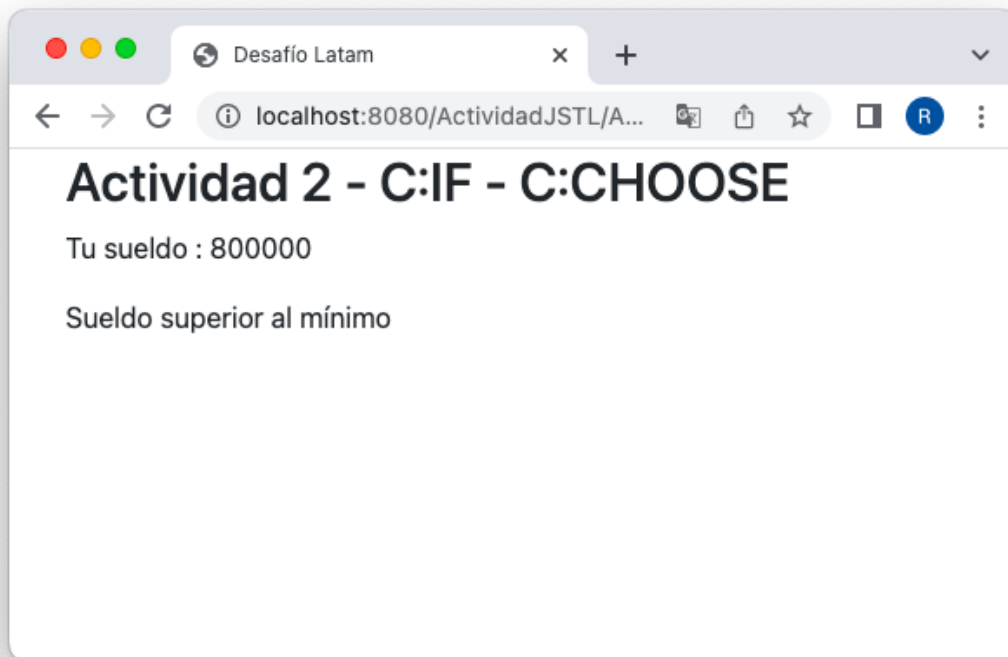 Desafío Latam
localhost:8080/ActividadJSTL/A...
R
Actividad 2 - C:IF - C:CHOOSE
Tu sueldo : 800000
Sueldo superior al mínimo